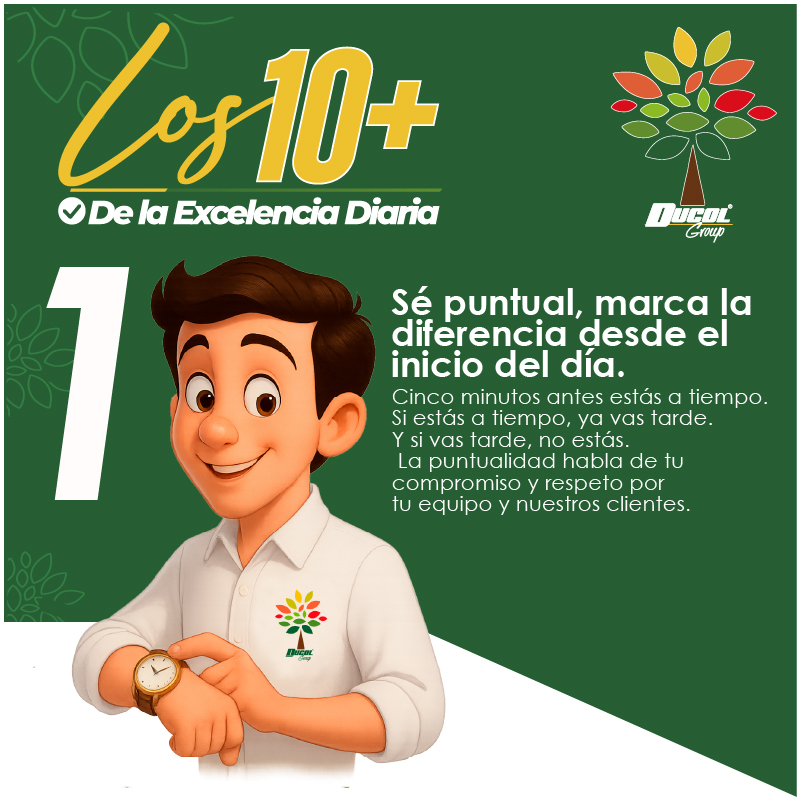 Los 10+
De la Excelencia Diaria
DUCOL®
Group
1
Sé puntual, marca la
diferencia desde el
inicio del día.
Cinco minutos antes estás a tiempo.
Si estás a tiempo, ya vas tarde.
Y si vas tarde, no estás.
La puntualidad habla de tu
compromiso y respeto por
tu equipo y nuestros clientes.
DUCOL
Group